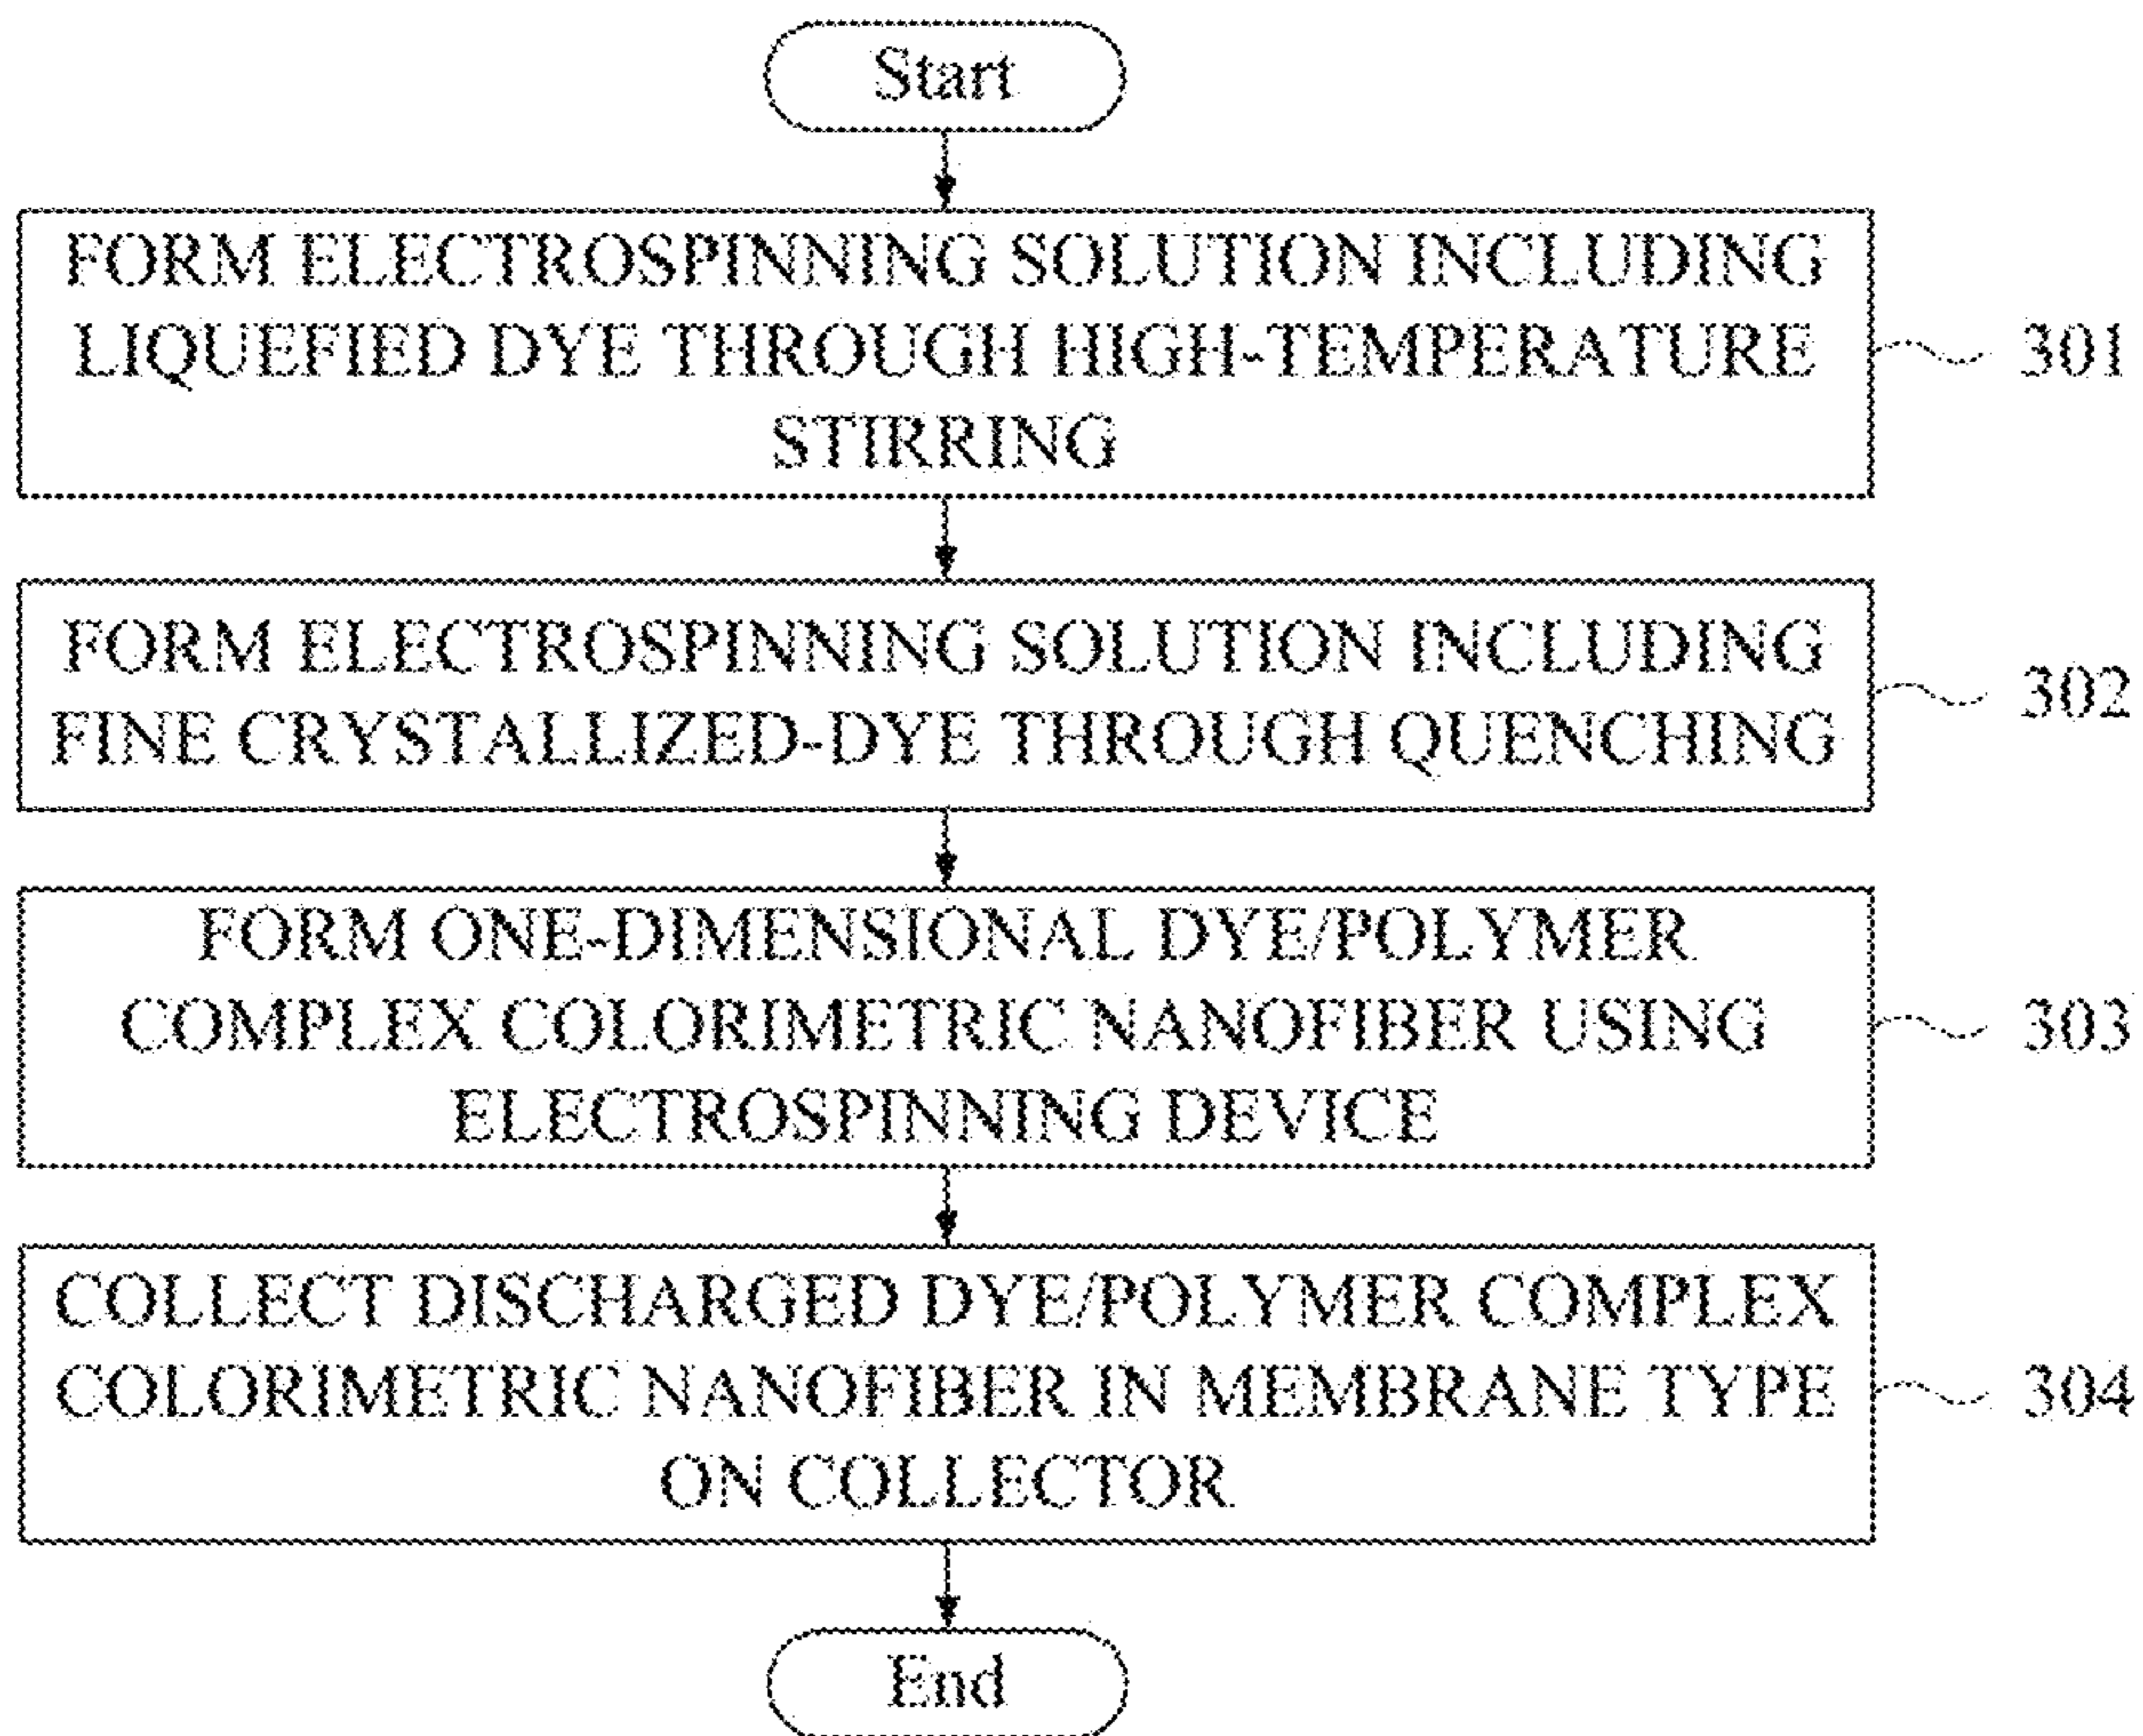 Start
FORM ELECTROSPINNING SOLUTION INCLUDING
LIQUEFIED DYE THROUGH HIGH-TEMPERATURE
STIRRING
301
FORM ELECTROSPINNING SOLUTION INCLUDING
FINE CRYSTALLIZED-DYE THROUGH QUENCHING
302
FORM ONE-DIMENSIONAL DYE/POLYMER
COMPLEX COLORIMETRIC NANOFIBER USING
ELECTROSPINNING DEVICE
303
COLLECT DISCHARGED DYE/POLYMER COMPLEX
COLORIMETRIC NANOFIBER IN MEMBRANE TYPE
ON COLLECTOR
304
End